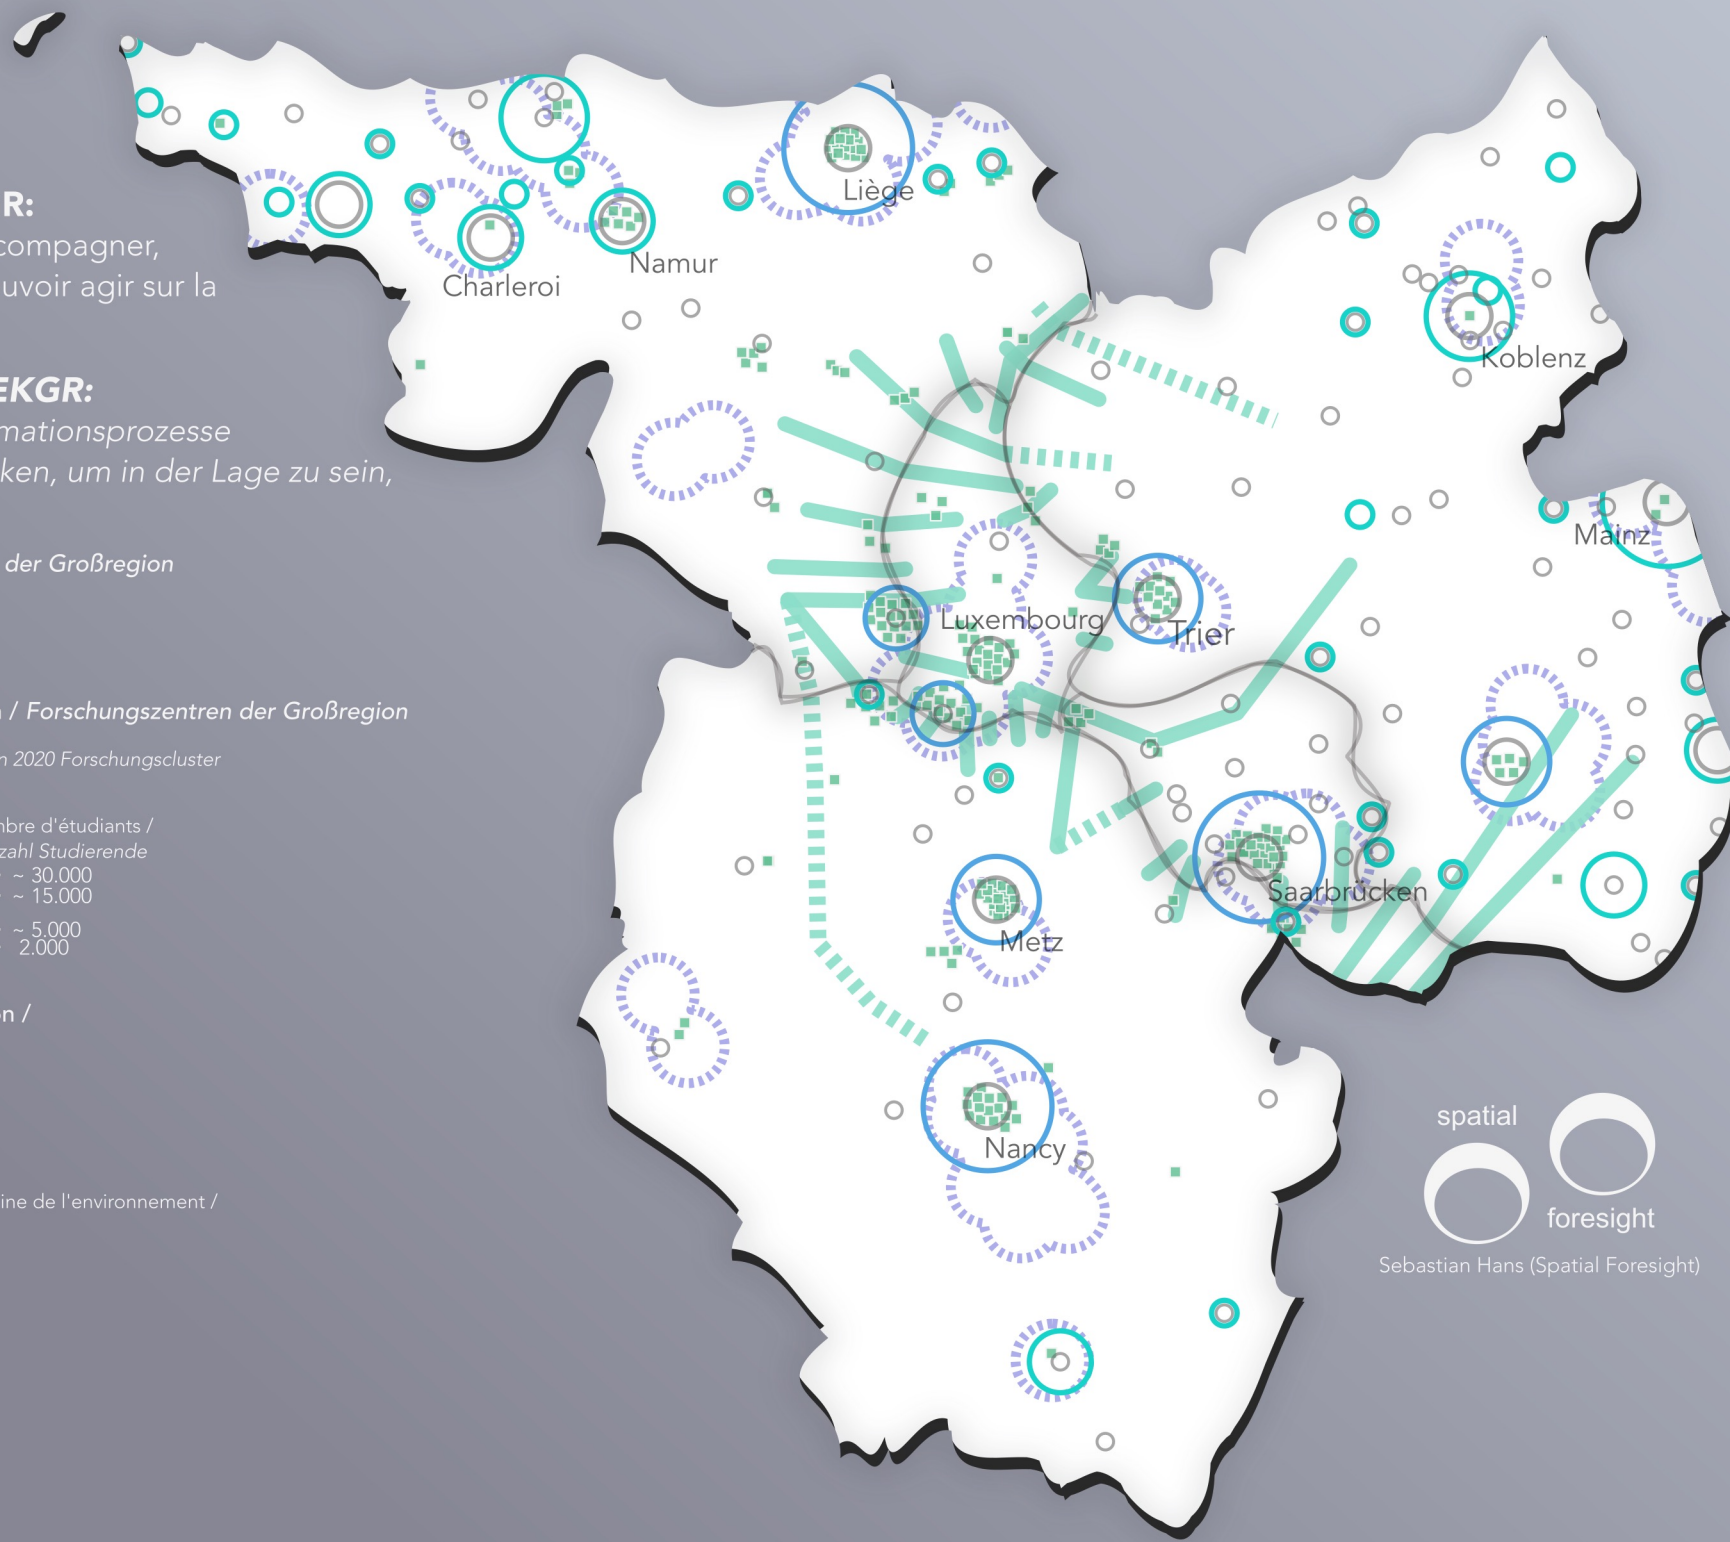 R:
compagner,
uvoir agir sur la
EKGR:
mationsprozesse
ken, um in der Lage zu sein,
der Großregion
/ Forschungszentren der Großregion
n 2020 Forschungscluster
nbre d'étudiants /
zahl Studierende
~ 30.000
~ 15.000
~ 5.000
2.000
on /
ine de l'environnement /
Liège
Namur
Charleroi
Koblenz
Mainz
Luxembourg
Trier
Saarbrücken
Metz
Nancy
spatial
foresight
Sebastian Hans (Spatial Foresight)